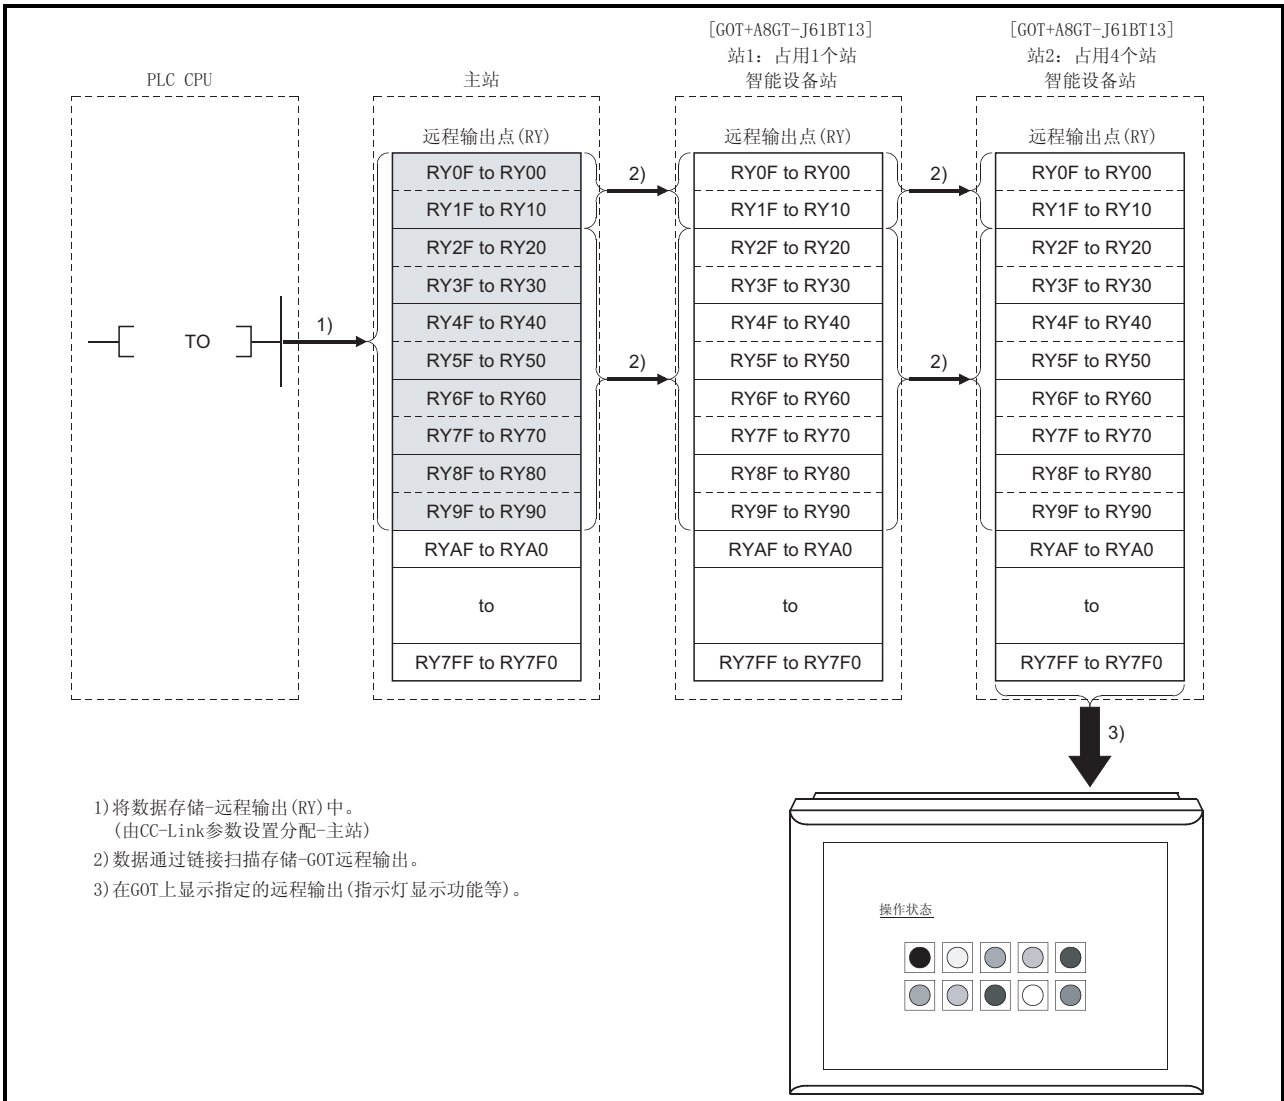 [GOT+A8GT-J61BT13]
站1: 占用1个站
智能设备站
[GOT+A8GT-J61BT13]
站2: 占用4个站
智能设备站
PLC CPU
主站
远程输出点(RY)
远程输出点(RY)
远程输出点(RY)
RY0F to RY00
2)
RY0F to RY00
2)
RY0F to RY00
RY1F to RY10
RY1F to RY10
RY1F to RY10
RY2F to RY20
RY2F to RY20
RY2F to RY20
RY3F to RY30
RY3F to RY30
RY3F to RY30
TO
1)
RY4F to RY40
RY4F to RY40
RY4F to RY40
RY5F to RY50
2)
RY5F to RY50
2)
RY5F to RY50
RY6F to RY60
RY6F to RY60
RY6F to RY60
RY7F to RY70
RY7F to RY70
RY7F to RY70
RY8F to RY80
RY8F to RY80
RY8F to RY80
RY9F to RY90
RY9F to RY90
RY9F to RY90
RYAF to RYA0
RYAF to RYA0
RYAF to RYA0
to
to
to
RY7FF to RY7F0
RY7FF to RY7F0
RY7FF to RY7F0
3)
1)将数据存储-远程输出(RY)中。
(由CC-Link参数设置分配-主站)
2)数据通过链接扫描存储-GOT远程输出。
3)在GOT上显示指定的远程输出(指示灯显示功能等)。
操作状态